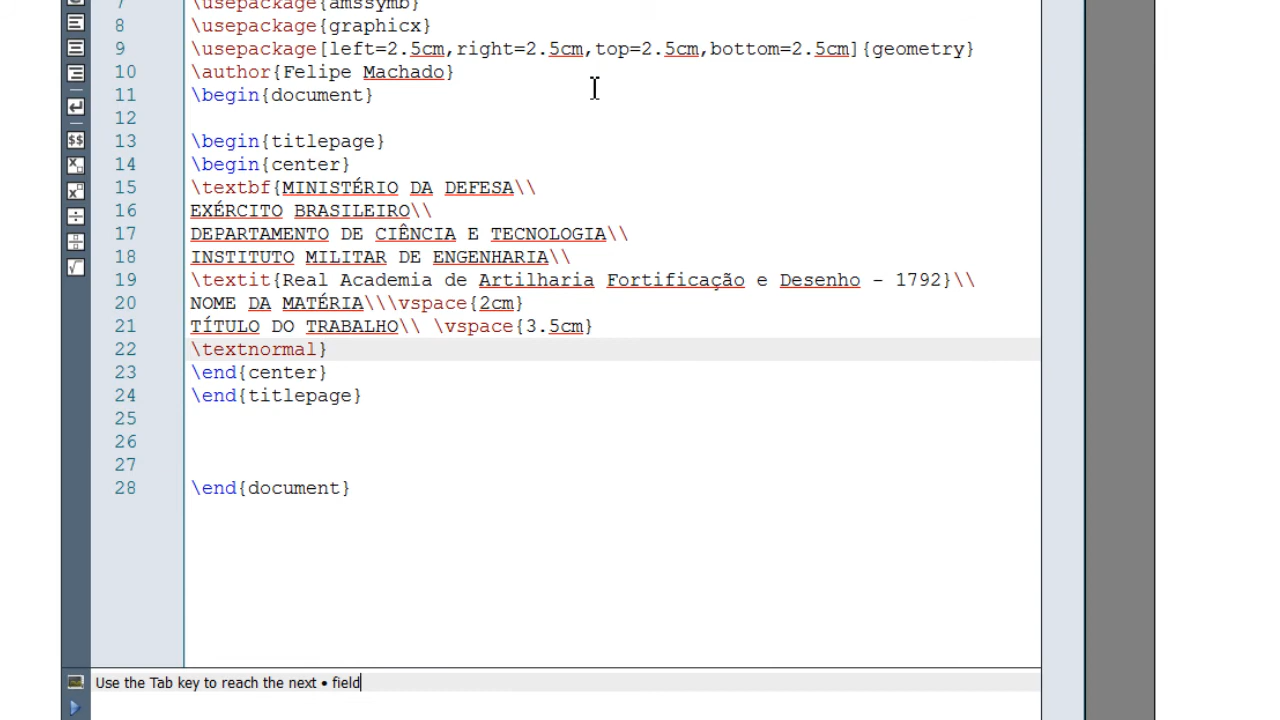 7 \usepackage{amssymb}
8 \usepackage{graphicx}
9 \usepackage[left=2.5cm,right=2.5cm,top=2.5cm,bottom=2.5cm]{geometry}
10 \author{Felipe Machado}
11 \begin{document}
12
13 \begin{titlepage}
14 \begin{center}
15 \textbf{MINISTÉRIO DA DEFESA\\
16 EXÉRCITO BRASILEIRO\\
17 DEPARTAMENTO DE CIÊNCIA E TECNOLOGIA\\
18 INSTITUTO MILITAR DE ENGENHARIA\\
19 \textit{Real Academia de Artilharia Fortificação e Desenho - 1792}\\
20 NOME DA MATÉRIA\\\vspace{2cm}
21 TÍTULO DO TRABALHO\\ \vspace{3.5cm}
22 \textnormal}
23 \end{center}
24 \end{titlepage}
25
26
27
28 \end{document}
Use the Tab key to reach the next • field